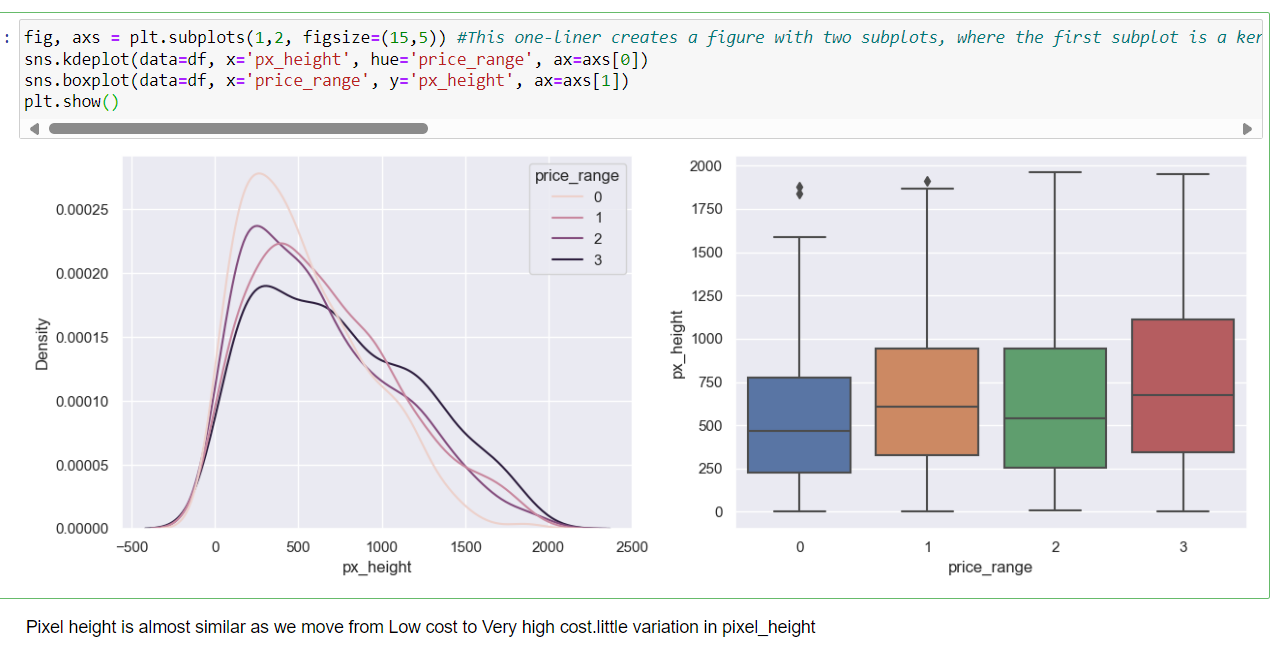 : fig, axs = plt.subplots(1,2, figsize=(15,5)) #This one-liner creates a figure with two subplots, where the first subplot is a ker
sns.kdeplot(data=df, x='px_height', hue='price_range', ax=axs[0])
sns.boxplot(data=df, x='price_range', y='px_height', ax=axs[1])
plt.show()
price_range
0
1
2
3
0.00025
0.00020
0.00015
0.00010
0.00005
0.00000
Density
−500 0 500 1000 1500 2000 2500
px_height
2000
1750
1500
1250
1000
750
500
250
0
px_height
0 1 2 3
price_range
Pixel height is almost similar as we move from Low cost to Very high cost.little variation in pixel_height